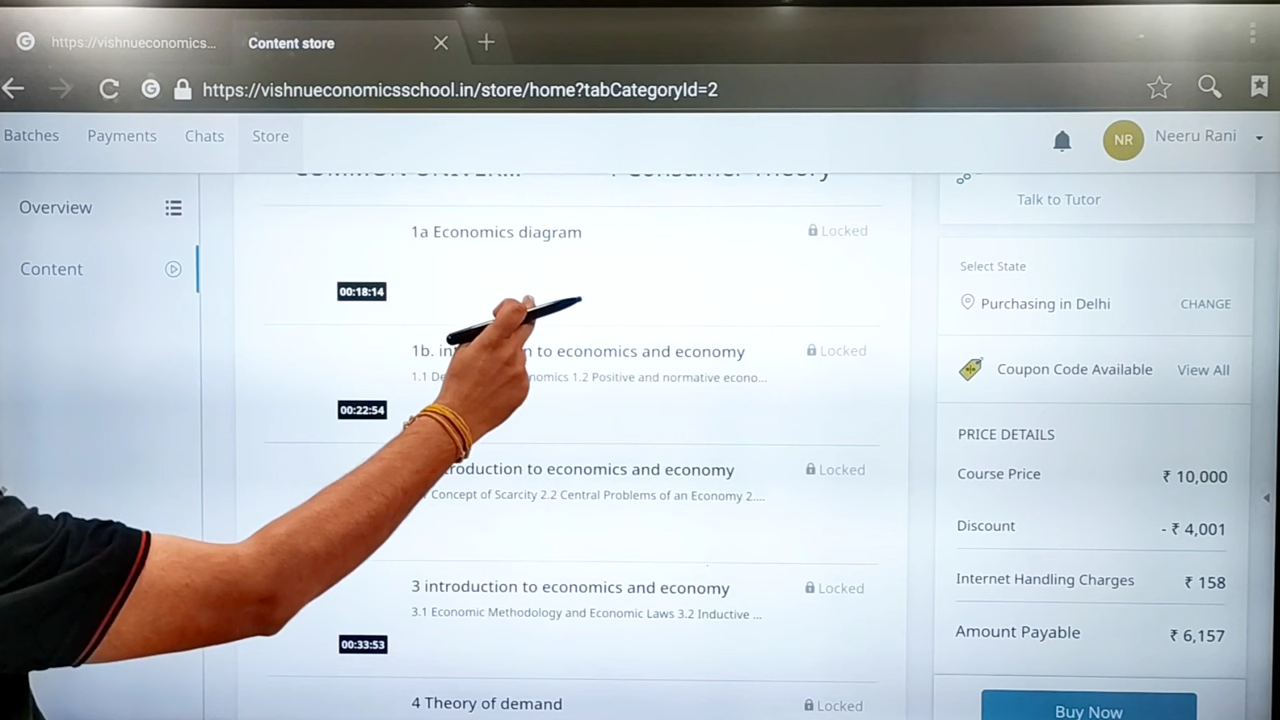 https://vishnueconomics...
Content store
https://vishnueconomicsschool.in/store/home?tabCategoryId=2
Batches
Payments
Chats
Store
NR
Neeru Rani
Overview
Content
1a Economics diagram
Locked
00:18:14
to economics and economy
Locked
1.1
1.2 Positive and normative econo...
00:22:54
to economics and economy
Locked
Concept of Scarcity 2.2 Central Problems of an Economy 2....
3 introduction to economics and economy
Locked
3.1 Economic Methodology and Economic Laws 3.2 Inductive ...
00:33:53
4 Theory of demand
Locked
Talk to Tutor
Select State
Purchasing in Delhi
CHANGE
Coupon Code Available
View All
PRICE DETAILS
Course Price
₹ 10,000
Discount
- ₹ 4,001
Internet Handling Charges
₹ 158
Amount Payable
₹ 6,157
Buy Now